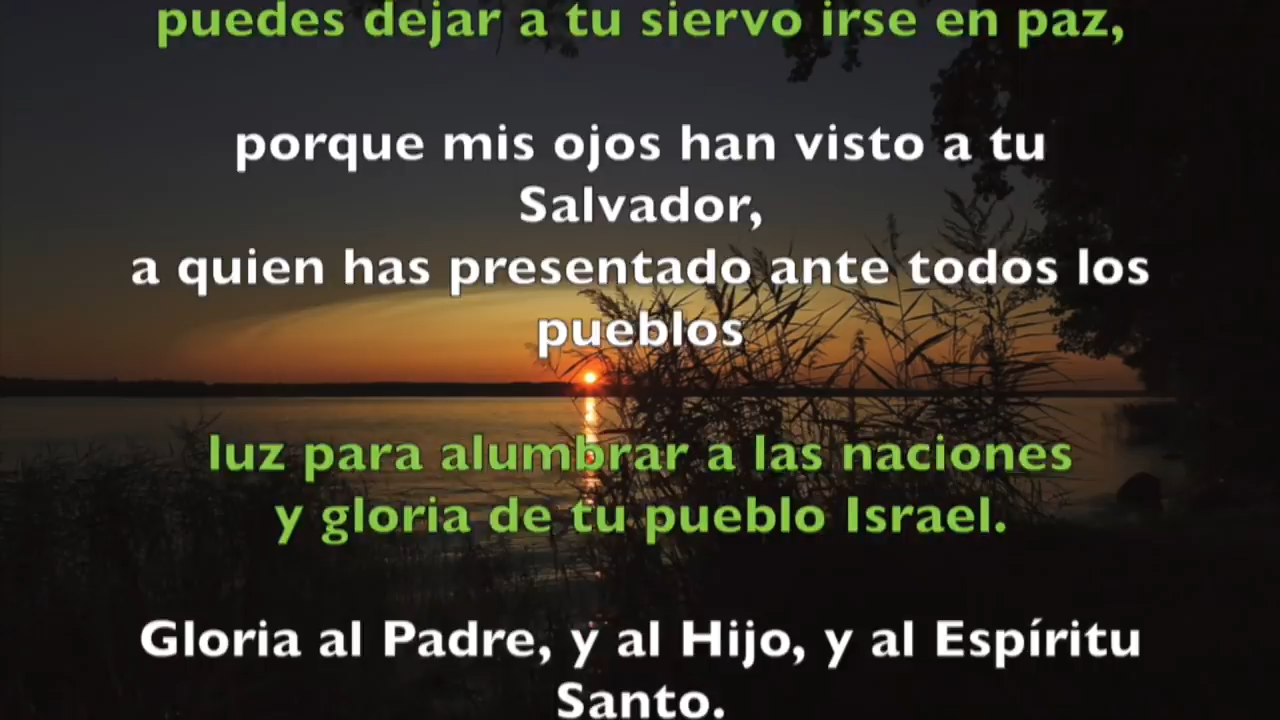 puedes dejar a tu siervo irse en paz,
porque mis ojos han visto a tu
Salvador,
a quien has presentado ante todos los
pueblos
luz para alumbrar a las naciones
y gloria de tu pueblo Israel.
Gloria al Padre, y al Hijo, y al Espíritu
Santo.